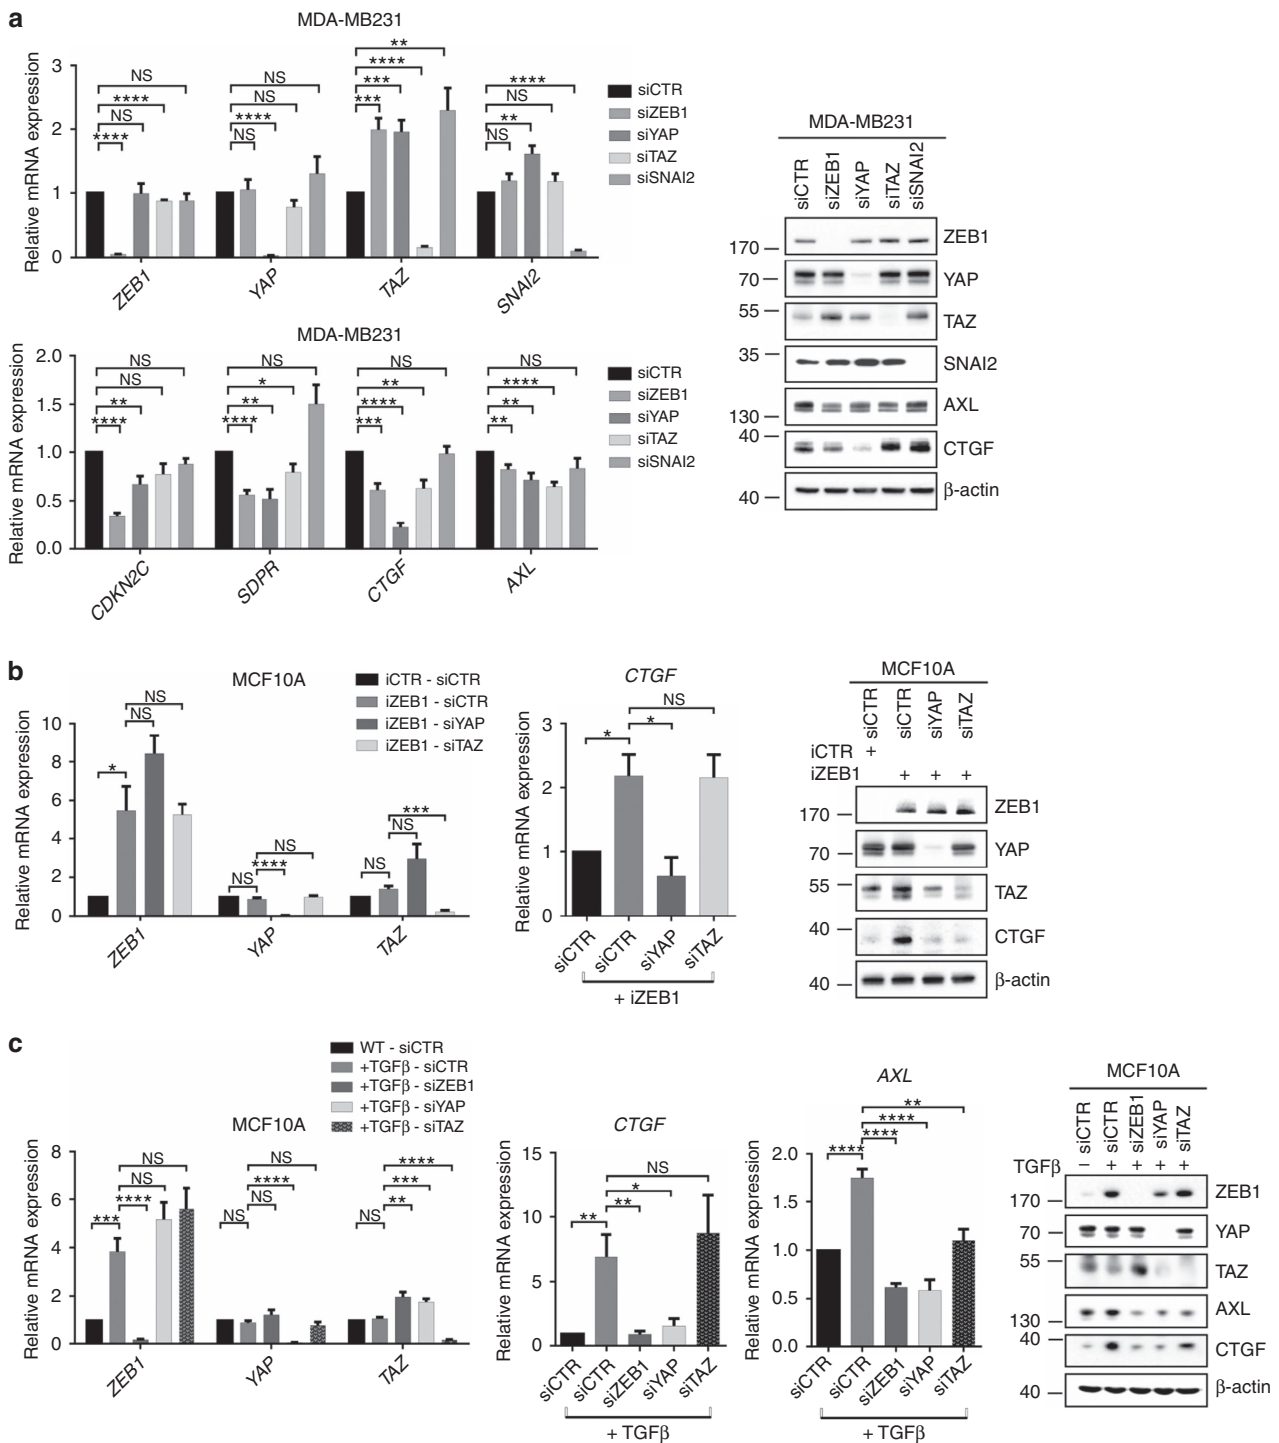 a
MDA-MB231
Relative mRNA expression
3
2
1
0
NS
****
NS
****
NS
NS
****
NS
**
****
***
***
****
NS
**
NS
ZEB1
YAP
TAZ
SNAI2
siCTR
siZEB1
siYAP
siTAZ
siSNAI2
MDA-MB231
Relative mRNA expression
2.0
1.5
1.0
0.5
0.0
NS
NS
**
****
NS
*
**
****
NS
**
****
***
NS
****
**
**
CDKN2C
SDPR
CTGF
AXL
siCTR
siZEB1
siYAP
siTAZ
siSNAI2
MDA-MB231
siCTR
siZEB1
siYAP
siTAZ
siSNAI2
170
ZEB1
70
YAP
55
TAZ
35
SNAI2
130
AXL
40
CTGF
40
β-actin
b
MCF10A
iCTR - siCTR
iZEB1 - siCTR
iZEB1 - siYAP
iZEB1 - siTAZ
Relative mRNA expression
10
8
6
4
2
0
NS
NS
*
NS
****
NS
***
NS
NS
ZEB1
YAP
TAZ
CTGF
Relative mRNA expression
3
2
1
0
NS
*
*
siCTR
siCTR
siYAP
siTAZ
+ iZEB1
MCF10A
siCTR
siCTR
siYAP
siTAZ
iCTR +
iZEB1 + + +
170
ZEB1
70
YAP
55
TAZ
40
CTGF
40
β-actin
c
WT - siCTR
+TGFβ - siCTR
+TGFβ - siZEB1
+TGFβ - siYAP
+TGFβ - siTAZ
MCF10A
Relative mRNA expression
8
6
4
2
0
NS
NS
****
***
NS
****
NS
NS
****
***
**
NS
ZEB1
YAP
TAZ
CTGF
Relative mRNA expression
15
10
5
0
NS
*
**
**
siCTR
siCTR
siZEB1
siYAP
siTAZ
+ TGFβ
AXL
Relative mRNA expression
2.0
1.5
1.0
0.5
0.0
**
****
****
****
siCTR
siCTR
siZEB1
siYAP
siTAZ
+ TGFβ
MCF10A
siCTR
siCTR
siZEB1
siYAP
siTAZ
TGFβ – + + + +
170
ZEB1
70
YAP
55
TAZ
130
AXL
40
CTGF
40
β-actin